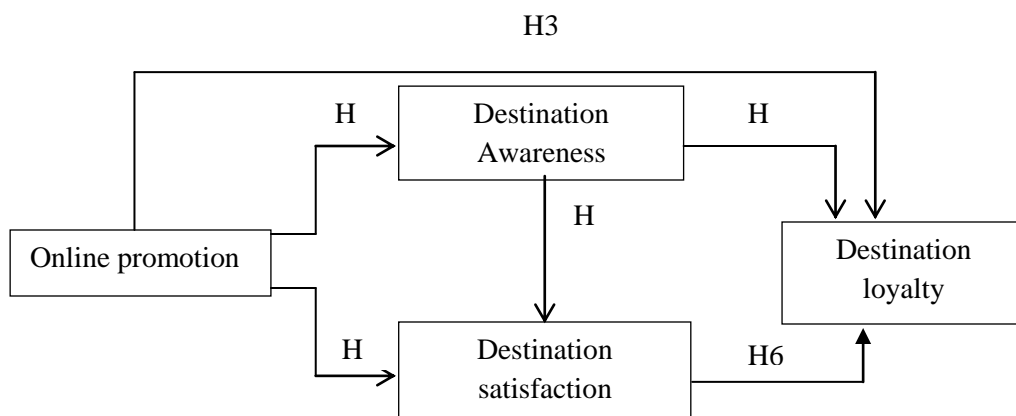 H3
H
Destination
Awareness
H
H
Online promotion
Destination
loyalty
H
Destination
satisfaction
H6